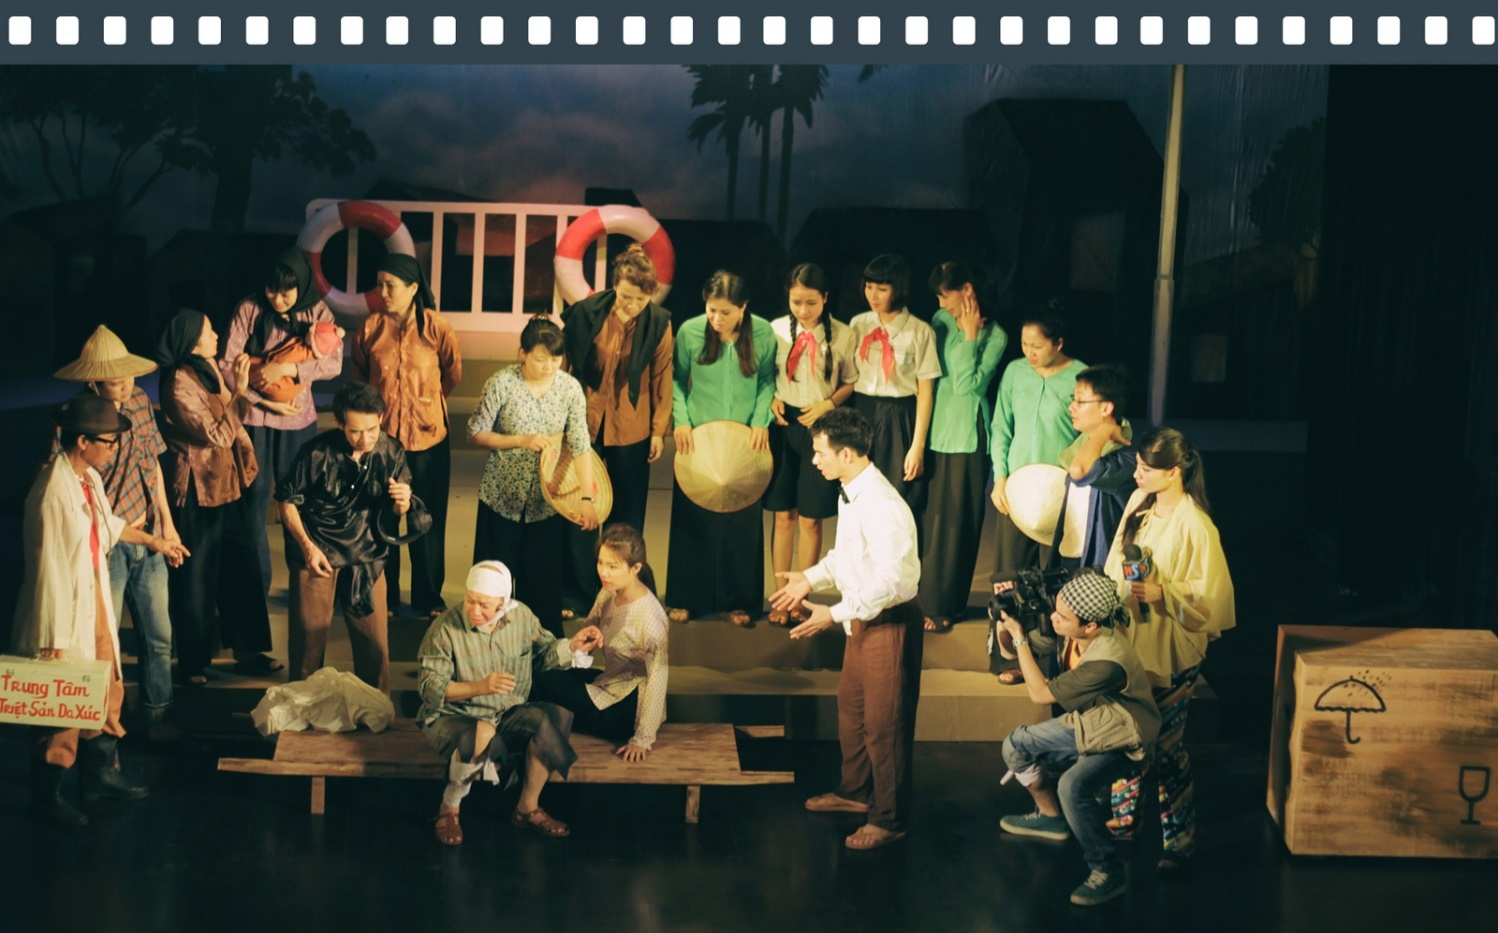 TRung Tâm
TRiệt Sản Da Xúc